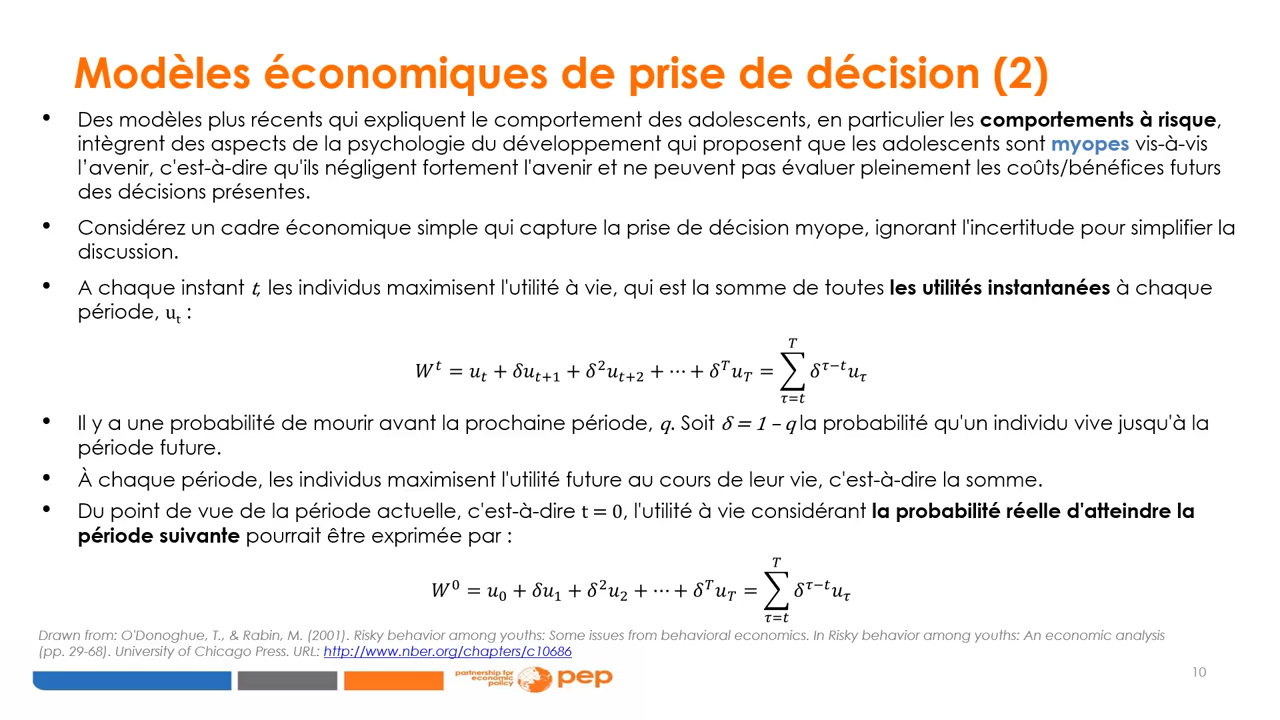 Modèles économiques de prise de décision (2)
• Des modèles plus récents qui expliquent le comportement des adolescents, en particulier les comportements à risque,
intègrent des aspects de la psychologie du développement qui proposent que les adolescents sont myopes vis-à-vis
l'avenir, c'est-à-dire qu'ils négligent fortement l'avenir et ne peuvent pas évaluer pleinement les coûts/bénéfices futurs
des décisions présentes.
• Considérez un cadre économique simple qui capture la prise de décision myope, ignorant l'incertitude pour simplifier la
discussion.
• A chaque instant t, les individus maximisent l'utilité à vie, qui est la somme de toutes les utilités instantanées à chaque
période, u_t :
W^t = u_t + δu_{t+1} + δ^2 u_{t+2} + ⋯ + δ^T u_T = ∑_{τ=t}^{T} δ^{τ−t} u_τ
• Il y a une probabilité de mourir avant la prochaine période, q. Soit δ = 1 – q la probabilité qu'un individu vive jusqu'à la
période future.
• À chaque période, les individus maximisent l'utilité future au cours de leur vie, c'est-à-dire la somme.
• Du point de vue de la période actuelle, c'est-à-dire t = 0, l'utilité à vie considérant la probabilité réelle d'atteindre la
période suivante pourrait être exprimée par :
W^0 = u_0 + δu_1 + δ^2 u_2 + ⋯ + δ^T u_T = ∑_{τ=t}^{T} δ^{τ−t} u_τ
Drawn from: O'Donoghue, T., & Rabin, M. (2001). Risky behavior among youths: Some issues from behavioral economics. In Risky behavior among youths: An economic analysis
(pp. 29-68). University of Chicago Press. URL: http://www.nber.org/chapters/c10686
partnership for
economic
policy
pep
10